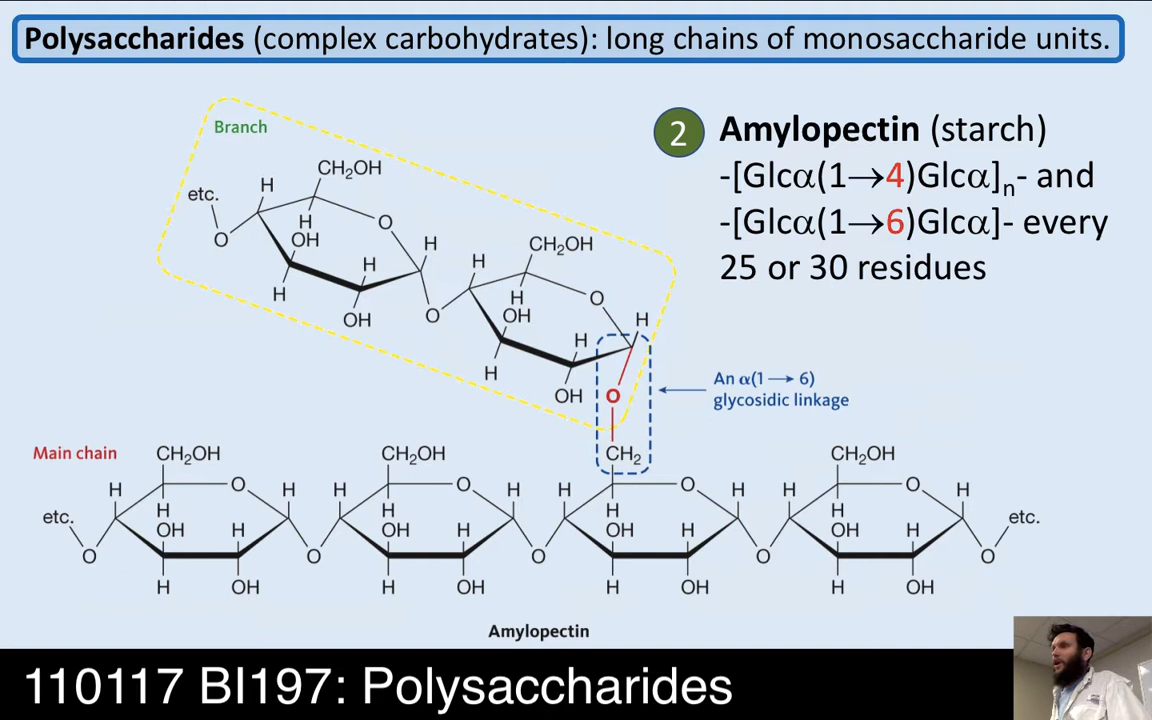 Polysaccharides (complex carbohydrates): long chains of monosaccharide units.
2 Amylopectin (starch)
-[Glcα(1→4)Glcα]n- and
-[Glcα(1→6)Glcα]- every
25 or 30 residues
Branch
CH2OH
H
etc.
H
OH
O
O
H
H
H
OH
O
CH2OH
H
H
OH
O
H
H
H
OH
O
An α(1→6)
glycosidic linkage
Main chain
CH2OH CH2OH CH2 CH2OH
H O H H O H H O H H O H
etc. H H H H etc.
OH H OH H OH H OH H
O O O O O
H OH H OH H OH H OH
Amylopectin
110117 BI197: Polysaccharides